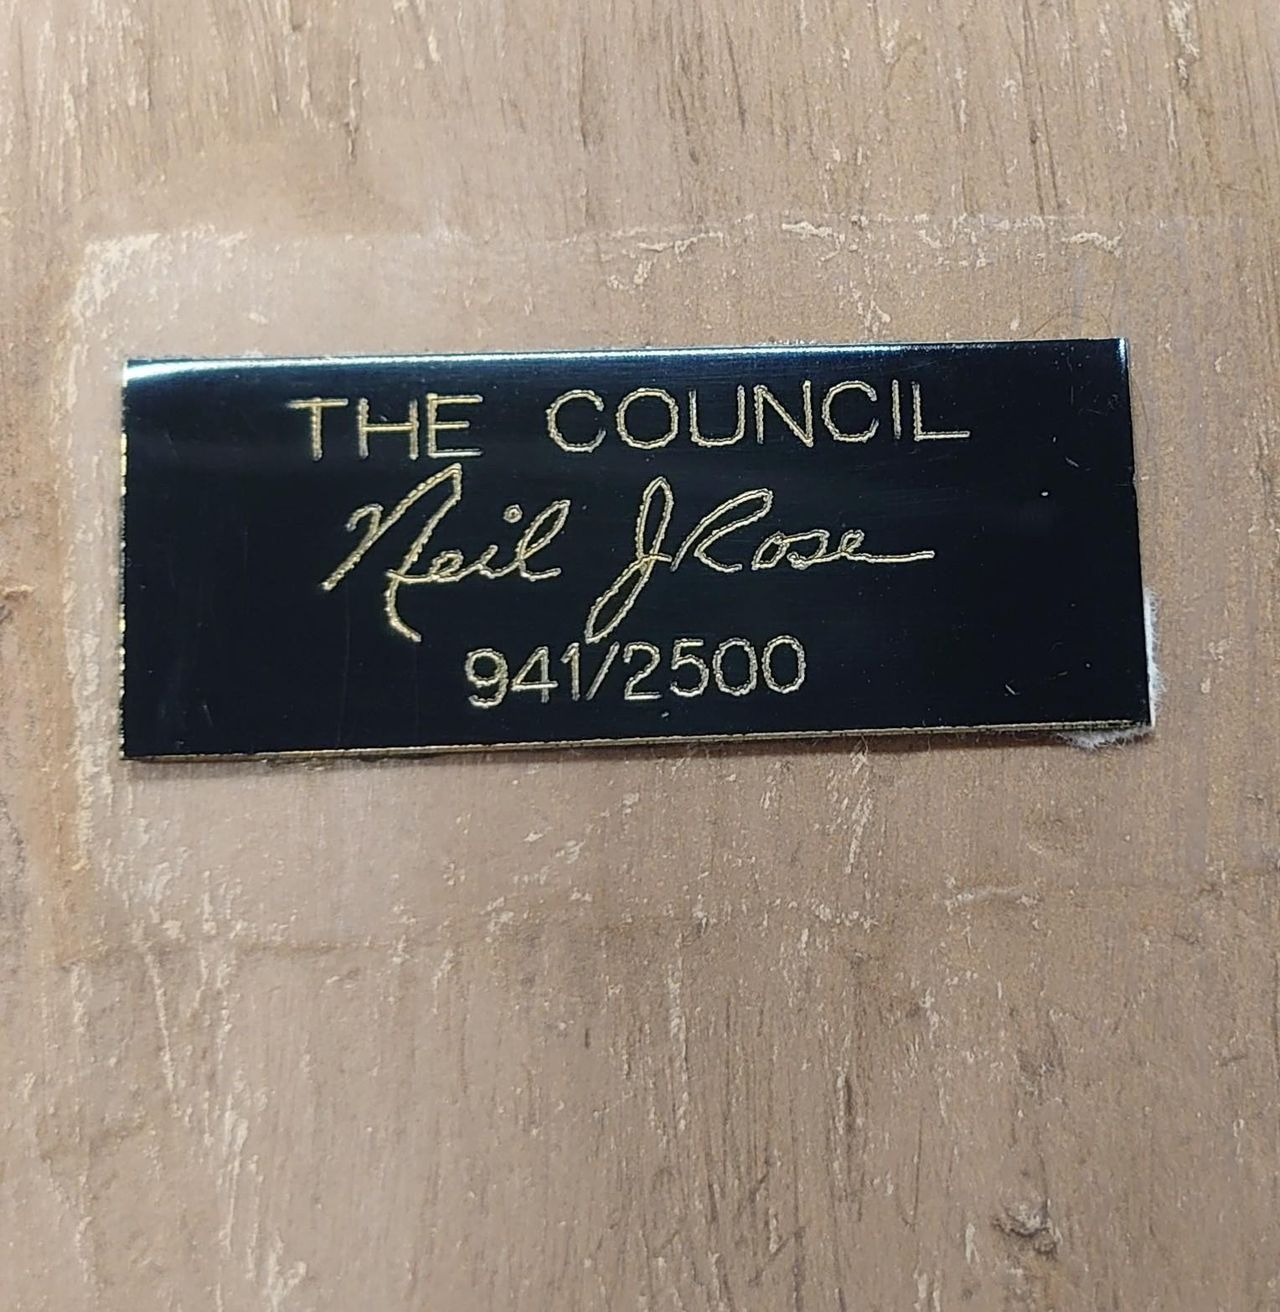 THE COUNCIL
Neil J Rose
941/2500